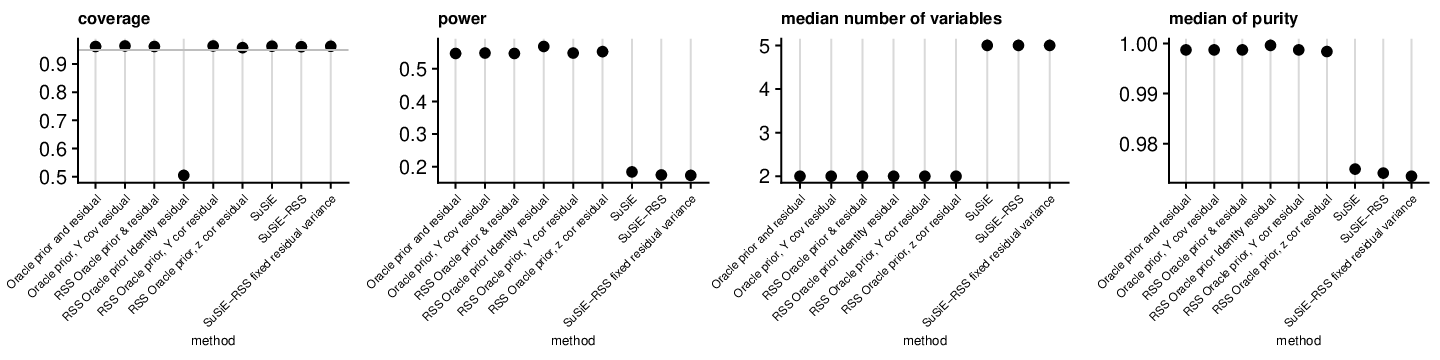 coverage
0.9
0.8
0.7
0.6
0.5
Oracle prior and residual
Oracle prior, Y cov residual
RSS Oracle prior & residual
RSS Oracle prior Identity residual
RSS Oracle prior, Y cor residual
RSS Oracle prior, z cor residual
SuSiE
SuSiE−RSS
SuSiE−RSS fixed residual variance
method
power
0.5
0.4
0.3
0.2
Oracle prior and residual
Oracle prior, Y cov residual
RSS Oracle prior & residual
RSS Oracle prior Identity residual
RSS Oracle prior, Y cor residual
RSS Oracle prior, z cor residual
SuSiE
SuSiE−RSS
SuSiE−RSS fixed residual variance
method
median number of variables
5
4
3
2
Oracle prior and residual
Oracle prior, Y cov residual
RSS Oracle prior & residual
RSS Oracle prior Identity residual
RSS Oracle prior, Y cor residual
RSS Oracle prior, z cor residual
SuSiE
SuSiE−RSS
SuSiE−RSS fixed residual variance
method
median of purity
1.00
0.99
0.98
Oracle prior and residual
Oracle prior, Y cov residual
RSS Oracle prior & residual
RSS Oracle prior Identity residual
RSS Oracle prior, Y cor residual
RSS Oracle prior, z cor residual
SuSiE
SuSiE−RSS
SuSiE−RSS fixed residual variance
method